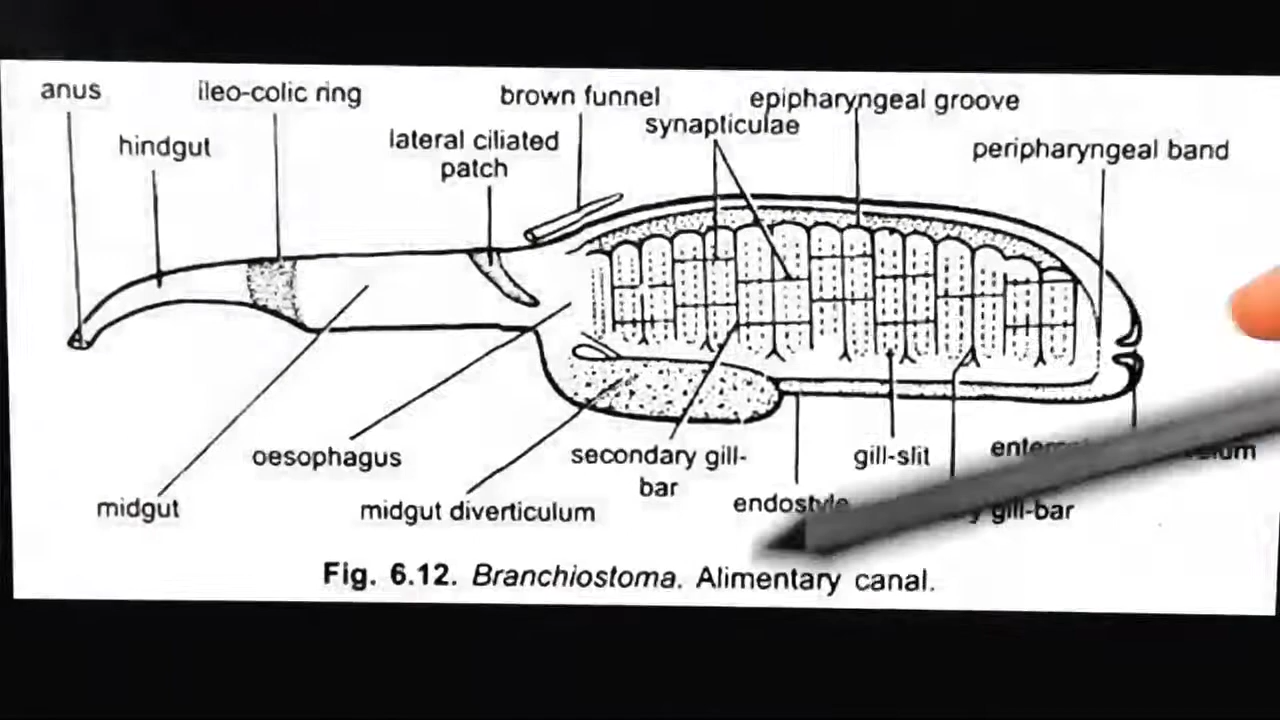 anus
ileo-colic ring
brown funnel
epipharyngeal groove
synapticulae
hindgut
lateral ciliated
patch
peripharyngeal band
oesophagus
secondary gill-
bar
gill-slit
midgut
midgut diverticulum
endostyle
gill-bar
Fig. 6.12. Branchiostoma. Alimentary canal.